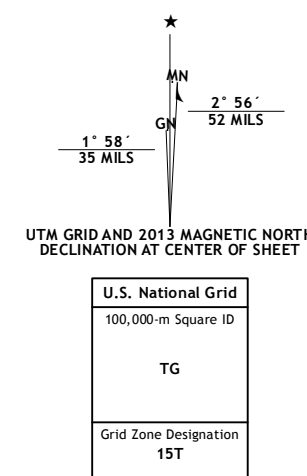 ★
MN
GN
2° 56´
52 MILS
1° 58´
35 MILS
UTM GRID AND 2013 MAGNETIC NORTH
DECLINATION AT CENTER OF SHEET
U.S. National Grid
100,000-m Square ID
TG
Grid Zone Designation
15T